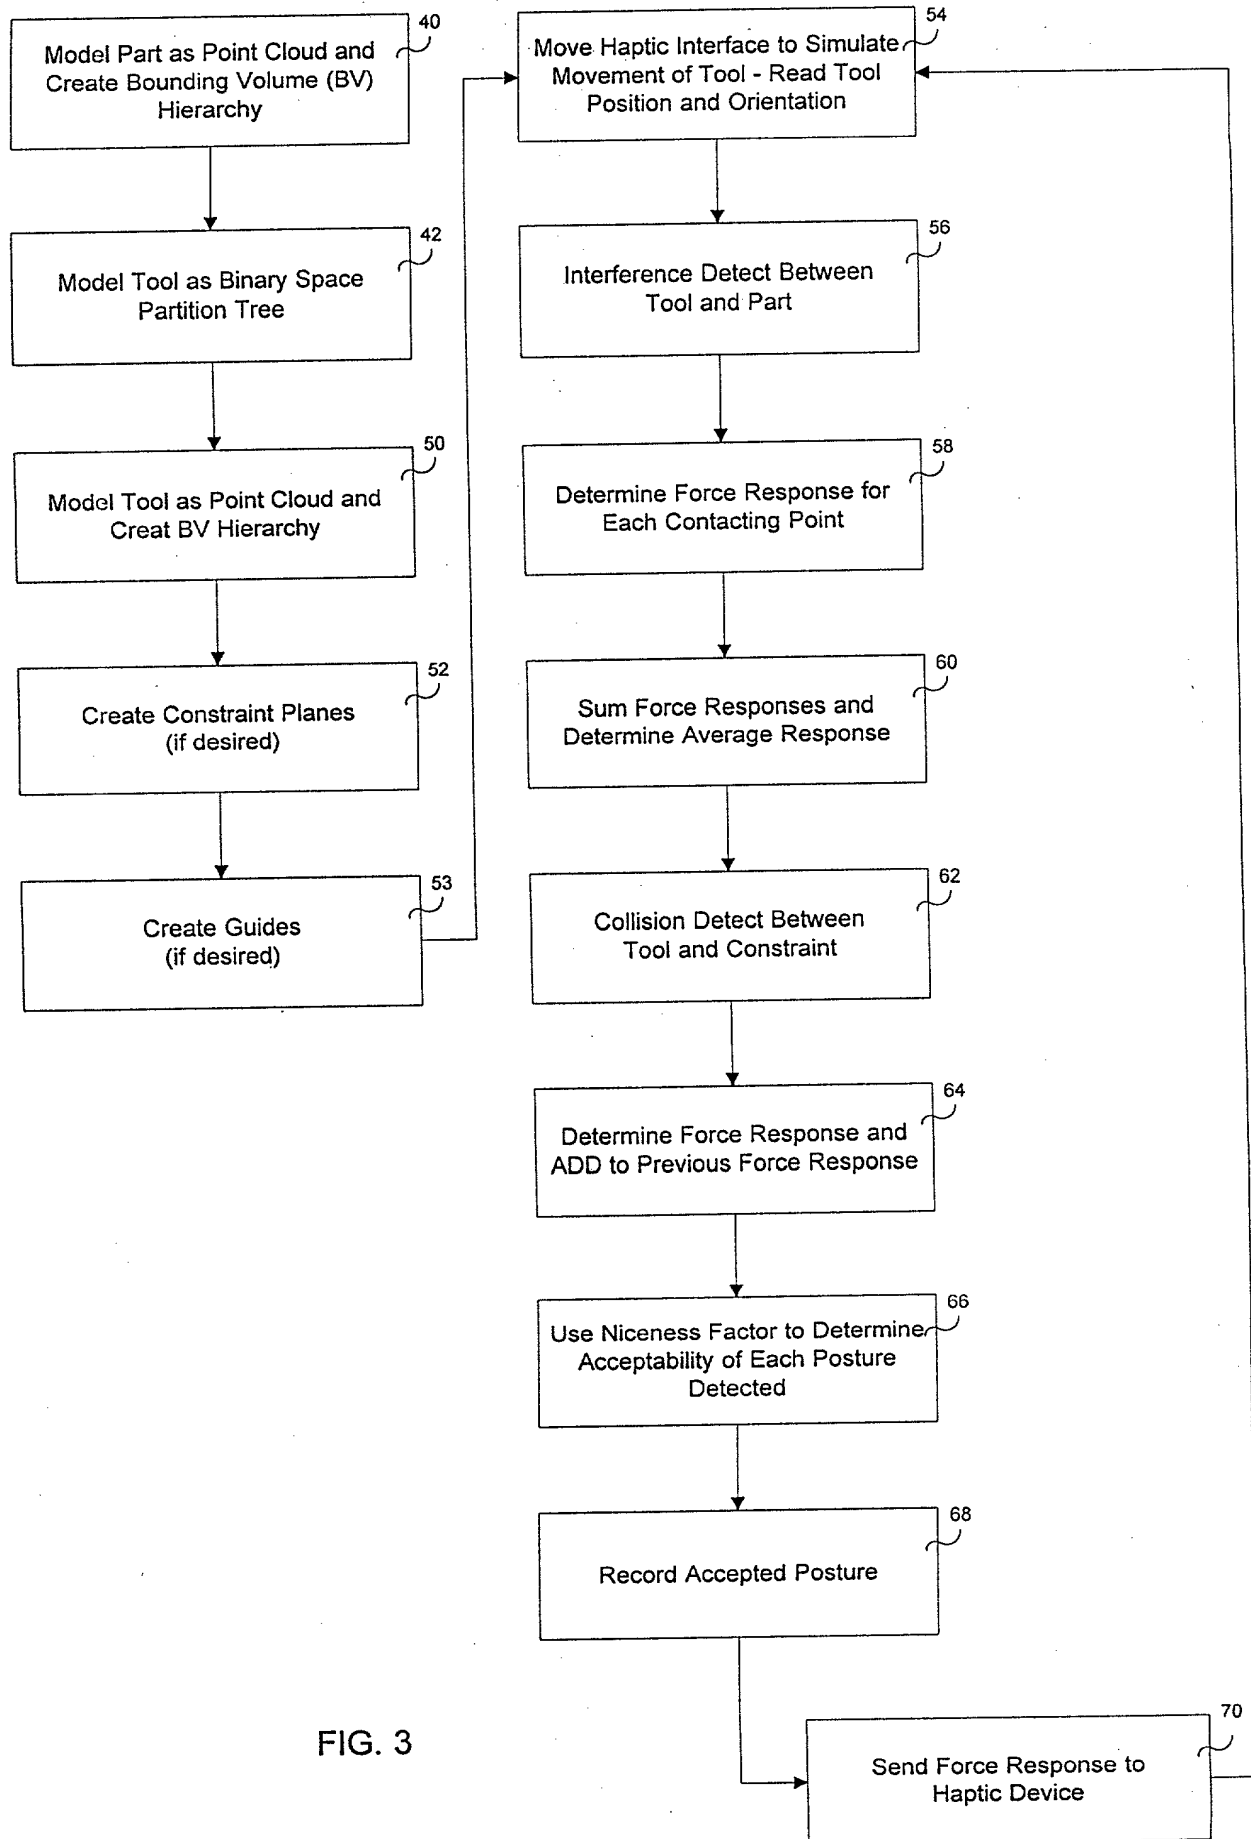 40
Model Part as Point Cloud and
Create Bounding Volume (BV)
Hierarchy
42
Model Tool as Binary Space
Partition Tree
50
Model Tool as Point Cloud and
Creat BV Hierarchy
52
Create Constraint Planes
(if desired)
53
Create Guides
(if desired)
54
Move Haptic Interface to Simulate
Movement of Tool - Read Tool
Position and Orientation
56
Interference Detect Between
Tool and Part
58
Determine Force Response for
Each Contacting Point
60
Sum Force Responses and
Determine Average Response
62
Collision Detect Between
Tool and Constraint
64
Determine Force Response and
ADD to Previous Force Response
66
Use Niceness Factor to Determine
Acceptability of Each Posture
Detected
68
Record Accepted Posture
70
Send Force Response to
Haptic Device
FIG. 3